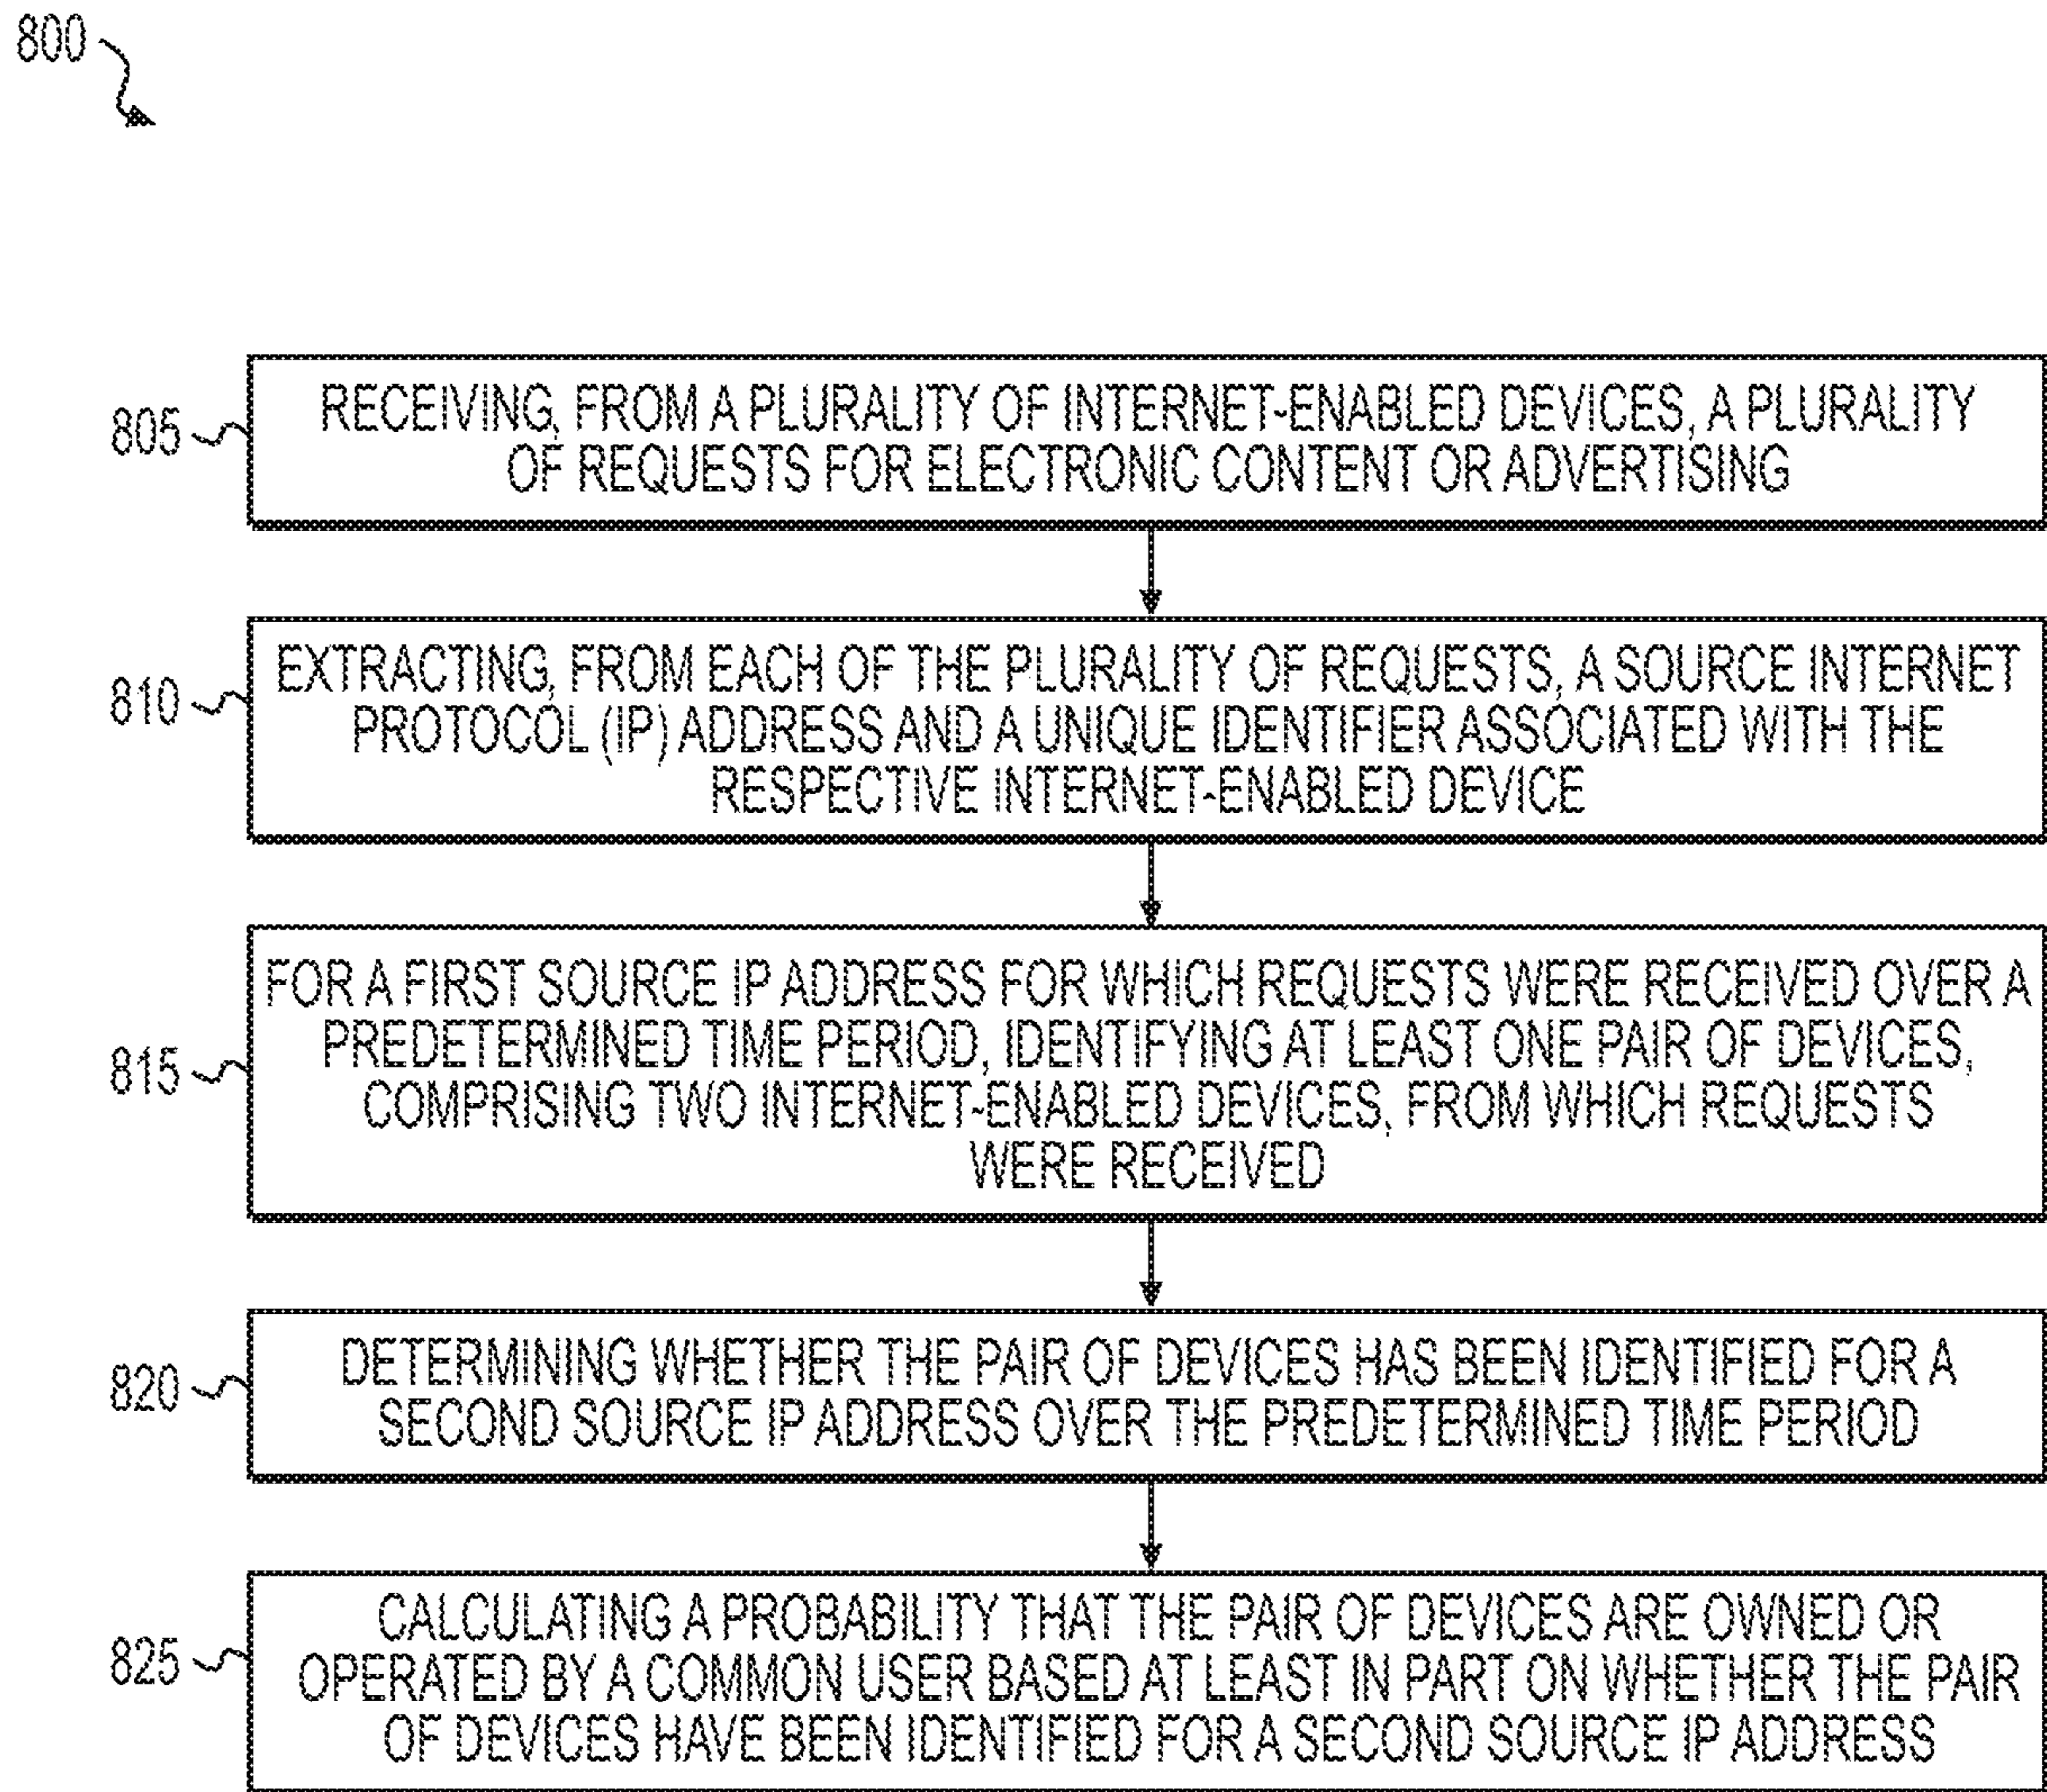 800
805
RECEIVING, FROM A PLURALITY OF INTERNET-ENABLED DEVICES, A PLURALITY
OF REQUESTS FOR ELECTRONIC CONTENT OR ADVERTISING
810
EXTRACTING, FROM EACH OF THE PLURALITY OF REQUESTS, A SOURCE INTERNET
PROTOCOL (IP) ADDRESS AND A UNIQUE IDENTIFIER ASSOCIATED WITH THE
RESPECTIVE INTERNET-ENABLED DEVICE
815
FOR A FIRST SOURCE IP ADDRESS FOR WHICH REQUESTS WERE RECEIVED OVER A
PREDETERMINED TIME PERIOD, IDENTIFYING AT LEAST ONE PAIR OF DEVICES,
COMPRISING TWO INTERNET-ENABLED DEVICES, FROM WHICH REQUESTS
WERE RECEIVED
820
DETERMINING WHETHER THE PAIR OF DEVICES HAS BEEN IDENTIFIED FOR A
SECOND SOURCE IP ADDRESS OVER THE PREDETERMINED TIME PERIOD
825
CALCULATING A PROBABILITY THAT THE PAIR OF DEVICES ARE OWNED OR
OPERATED BY A COMMON USER BASED AT LEAST IN PART ON WHETHER THE PAIR
OF DEVICES HAVE BEEN IDENTIFIED FOR A SECOND SOURCE IP ADDRESS